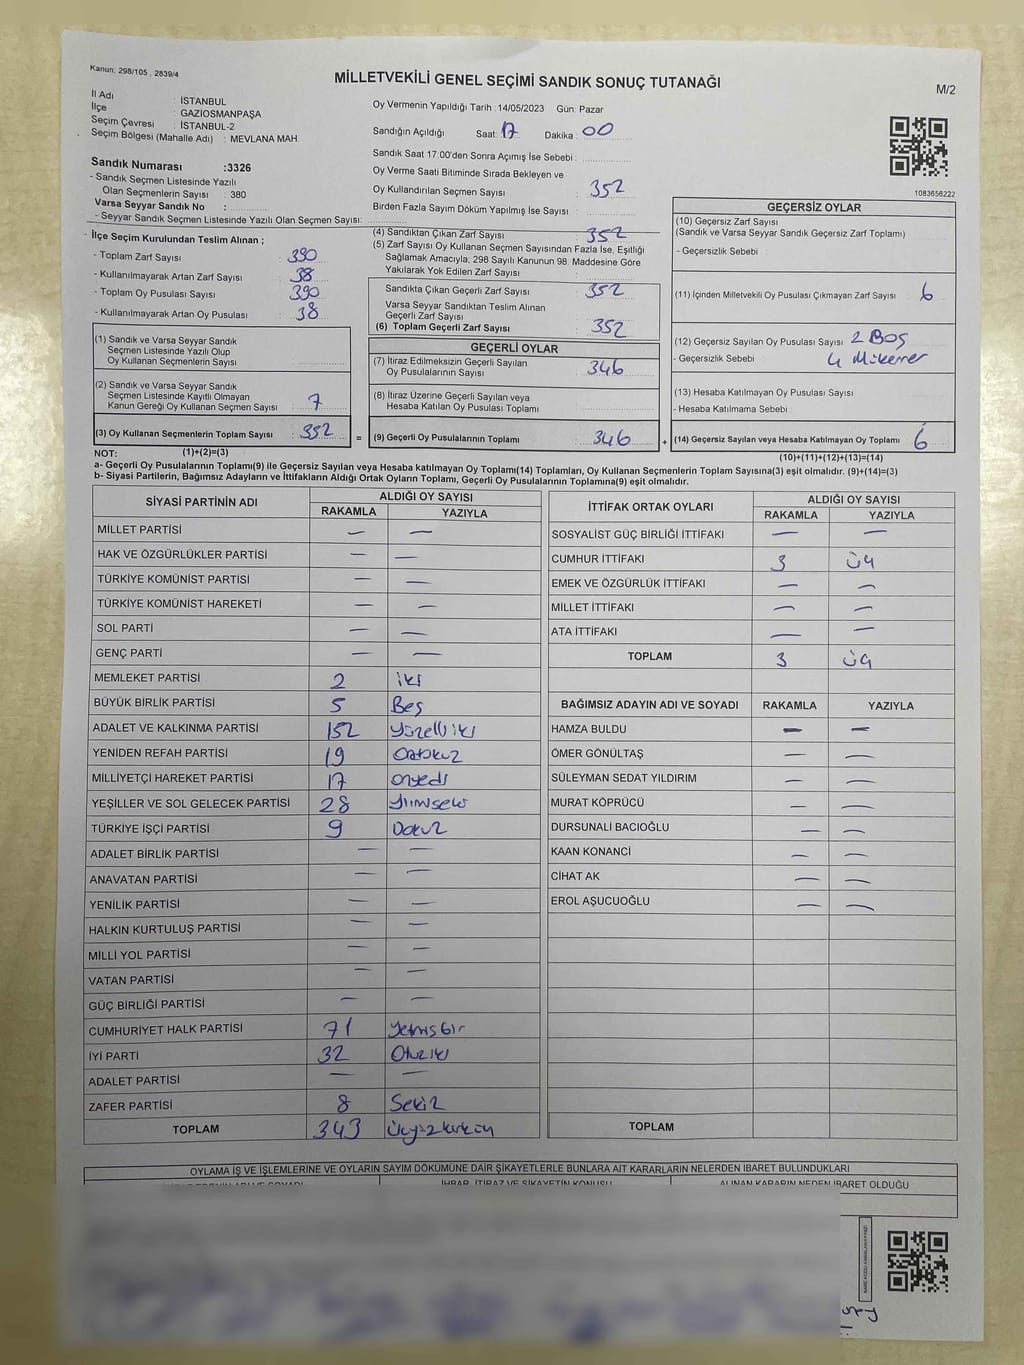 Kanun: 298/105 , 2839/4
MİLLETVEKİLİ GENEL SEÇİMİ SANDIK SONUÇ TUTANAĞI
M/2
İl Adı : İSTANBUL
İlçe : GAZİOSMANPAŞA
Seçim Çevresi : İSTANBUL-2
Seçim Bölgesi (Mahalle Adı) : MEVLANA MAH.
Oy Vermenin Yapıldığı Tarih :14/05/2023 Gün: Pazar
Sandığın Açıldığı Saat: 17 Dakika : 00
Sandık Saat 17:00'den Sonra Açımış İse Sebebi :
Oy Verme Saati Bitiminde Sırada Bekleyen ve
Oy Kullandırılan Seçmen Sayısı : 352
Birden Fazla Sayım Döküm Yapılmış İse Sayısı :
1083656222
Sandık Numarası :3326
- Sandık Seçmen Listesinde Yazılı
Olan Seçmenlerin Sayısı : 380
Varsa Seyyar Sandık No :
- Seyyar Sandık Seçmen Listesinde Yazılı Olan Seçmen Sayısı:
- İlçe Seçim Kurulundan Teslim Alınan ;
- Toplam Zarf Sayısı : 390
- Kullanılmayarak Artan Zarf Sayısı : 38
- Toplam Oy Pusulası Sayısı : 390
- Kullanılmayarak Artan Oy Pusulası : 38
(1) Sandık ve Varsa Seyyar Sandık
Seçmen Listesinde Yazılı Olup
Oy Kullanan Seçmenlerin Sayısı :
(2) Sandık ve Varsa Seyyar Sandık
Seçmen Listesinde Kayıtlı Olmayan
Kanun Gereği Oy Kullanan Seçmen Sayısı : 7
(3) Oy Kullanan Seçmenlerin Toplam Sayısı : 352
(4) Sandıktan Çıkan Zarf Sayısı : 352
(5) Zarf Sayısı Oy Kullanan Seçmen Sayısından Fazla İse, Eşitliği
Sağlamak Amacıyla, 298 Sayılı Kanunun 98. Maddesine Göre
Yakılarak Yok Edilen Zarf Sayısı :
Sandıkta Çıkan Geçerli Zarf Sayısı : 352
Varsa Seyyar Sandıktan Teslim Alınan
Geçerli Zarf Sayısı :
(6) Toplam Geçerli Zarf Sayısı : 352
GEÇERLİ OYLAR
(7) İtiraz Edilmeksizin Geçerli Sayılan
Oy Pusulalarının Sayısı : 346
(8) İtiraz Üzerine Geçerli Sayılan veya
Hesaba Katılan Oy Pusulası Toplamı :
= (9) Geçerli Oy Pusulalarının Toplamı : 346
GEÇERSİZ OYLAR
(10) Geçersiz Zarf Sayısı
(Sandık ve Varsa Seyyar Sandık Geçersiz Zarf Toplamı)
- Geçersizlik Sebebi :
(11) İçinden Milletvekili Oy Pusulası Çıkmayan Zarf Sayısı : 6
(12) Geçersiz Sayılan Oy Pusulası Sayısı : 2 Boş
- Geçersizlik Sebebi : 4 Mükerrer
(13) Hesaba Katılmayan Oy Pusulası Sayısı :
- Hesaba Katılmama Sebebi :
+ (14) Geçersiz Sayılan veya Hesaba Katılmayan Oy Toplamı : 6
NOT: (1)+(2)=(3)
(10)+(11)+(12)+(13)=(14)
a- Geçerli Oy Pusulalarının Toplamı(9) ile Geçersiz Sayılan veya Hesaba katılmayan Oy Toplamı(14) Toplamları, Oy Kullanan Seçmenlerin Toplam Sayısına(3) eşit olmalıdır. (9)+(14)=(3)
b- Siyasi Partilerin, Bağımsız Adayların ve İttifakların Aldığı Oyların Toplamı, Geçerli Oy Pusulalarının Toplamına(9) eşit olmalıdır.
SİYASİ PARTİNİN ADI ALDIĞI OY SAYISI
RAKAMLA YAZIYLA
MİLLET PARTİSİ — —
HAK VE ÖZGÜRLÜKLER PARTİSİ — —
TÜRKİYE KOMÜNİST PARTİSİ — —
TÜRKİYE KOMÜNİST HAREKETİ — —
SOL PARTİ — —
GENÇ PARTİ — —
MEMLEKET PARTİSİ 2 iki
BÜYÜK BİRLİK PARTİSİ 5 Beş
ADALET VE KALKINMA PARTİSİ 152 Yüzelli iki
YENİDEN REFAH PARTİSİ 19 Ondokuz
MİLLİYETÇİ HAREKET PARTİSİ 17 Onyedi
YEŞİLLER VE SOL GELECEK PARTİSİ 28 Yirmisekiz
TÜRKİYE İŞÇİ PARTİSİ 9 Dokuz
ADALET BİRLİK PARTİSİ — —
ANAVATAN PARTİSİ — —
YENİLİK PARTİSİ — —
HALKIN KURTULUŞ PARTİSİ — —
MİLLİ YOL PARTİSİ — —
VATAN PARTİSİ — —
GÜÇ BİRLİĞİ PARTİSİ — —
CUMHURİYET HALK PARTİSİ 71 Yetmişbir
İYİ PARTİ 32 Otuziki
ADALET PARTİSİ — —
ZAFER PARTİSİ 8 Sekiz
TOPLAM 343 Üçyüzkırküç
İTTİFAK ORTAK OYLARI ALDIĞI OY SAYISI
RAKAMLA YAZIYLA
SOSYALİST GÜÇ BİRLİĞİ İTTİFAKI — —
CUMHUR İTTİFAKI 3 üç
EMEK VE ÖZGÜRLÜK İTTİFAKI — —
MİLLET İTTİFAKI — —
ATA İTTİFAKI — —
TOPLAM 3 üç
BAĞIMSIZ ADAYIN ADI VE SOYADI RAKAMLA YAZIYLA
HAMZA BULDU — —
ÖMER GÖNÜLTAŞ — —
SÜLEYMAN SEDAT YILDIRIM — —
MURAT KÖPRÜCÜ — —
DURSUNALİ BACIOĞLU — —
KAAN KONANCİ — —
CİHAT AK — —
EROL AŞUCUOĞLU — —
TOPLAM
OYLAMA İŞ VE İŞLEMLERİNE VE OYLARIN SAYIM DÖKÜMÜNE DAİR ŞİKAYETLERLE BUNLARA AİT KARARLARIN NELERDEN İBARET BULUNDUKLARI
İHBAR, İTİRAZ VE ŞİKAYETİN KONUSU ALINAN KARARIN NEDEN İBARET OLDUĞU